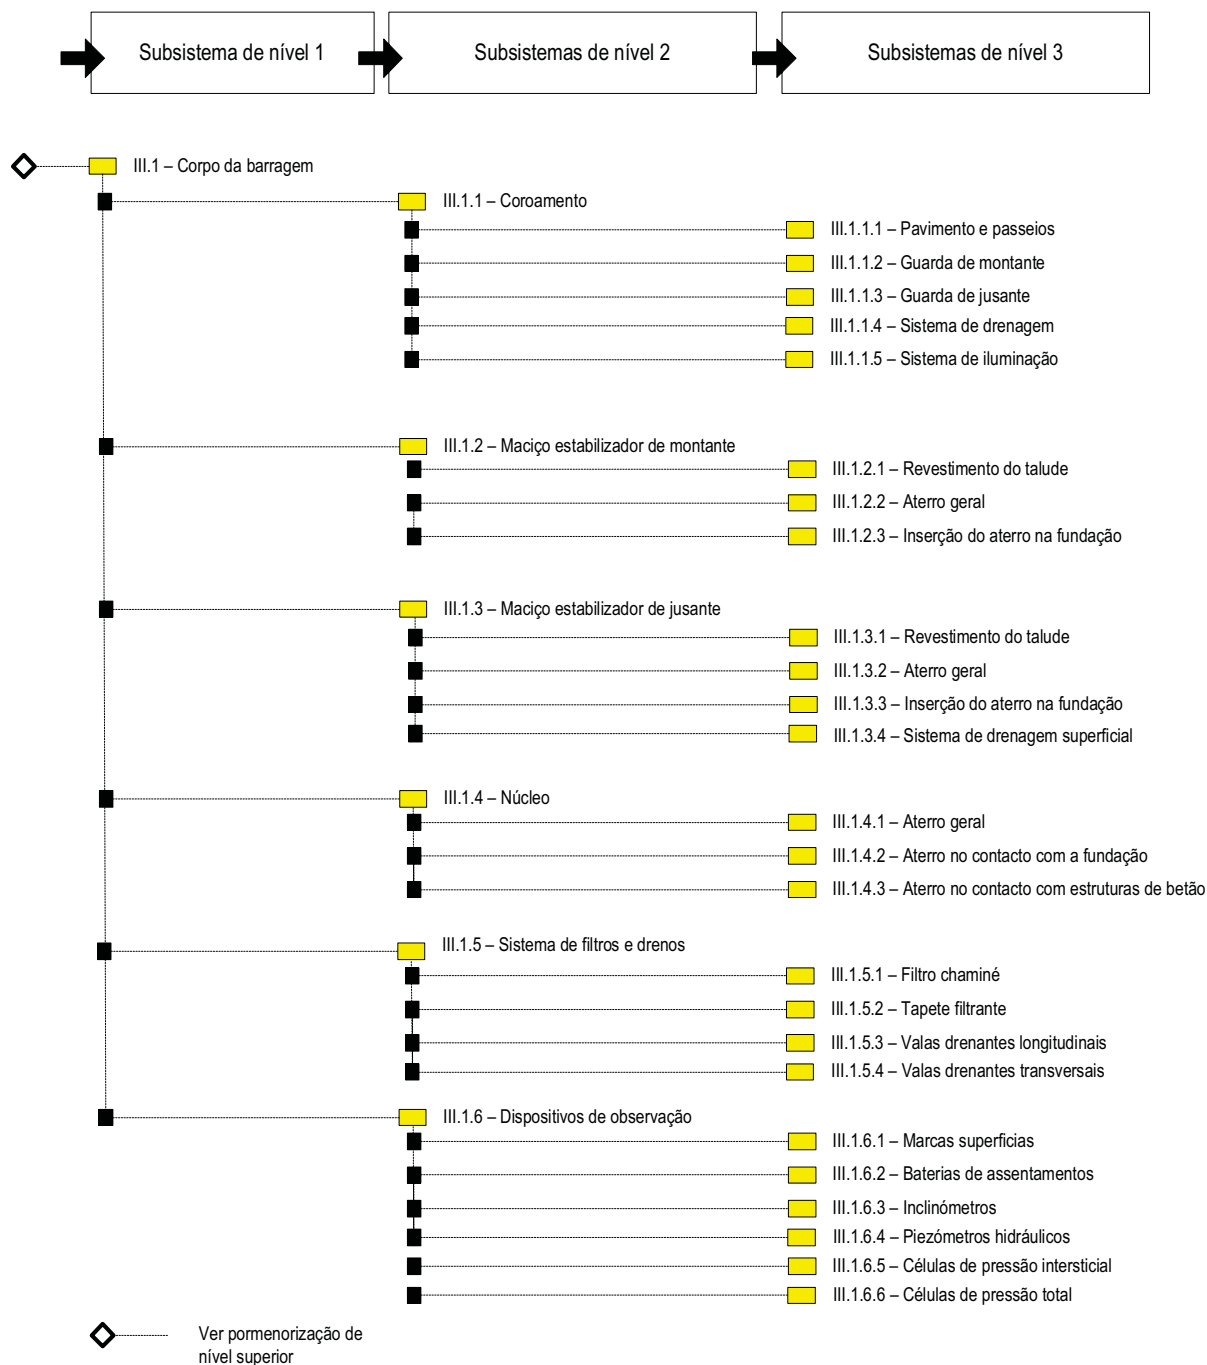 Subsistema de nível 1
Subsistemas de nível 2
Subsistemas de nível 3
III.1 – Corpo da barragem
III.1.1 – Coroamento
III.1.1.1 – Pavimento e passeios
III.1.1.2 – Guarda de montante
III.1.1.3 – Guarda de jusante
III.1.1.4 – Sistema de drenagem
III.1.1.5 – Sistema de iluminação
III.1.2 – Maciço estabilizador de montante
III.1.2.1 – Revestimento do talude
III.1.2.2 – Aterro geral
III.1.2.3 – Inserção do aterro na fundação
III.1.3 – Maciço estabilizador de jusante
III.1.3.1 – Revestimento do talude
III.1.3.2 – Aterro geral
III.1.3.3 – Inserção do aterro na fundação
III.1.3.4 – Sistema de drenagem superficial
III.1.4 – Núcleo
III.1.4.1 – Aterro geral
III.1.4.2 – Aterro no contacto com a fundação
III.1.4.3 – Aterro no contacto com estruturas de betão
III.1.5 – Sistema de filtros e drenos
III.1.5.1 – Filtro chaminé
III.1.5.2 – Tapete filtrante
III.1.5.3 – Valas drenantes longitudinais
III.1.5.4 – Valas drenantes transversais
III.1.6 – Dispositivos de observação
III.1.6.1 – Marcas superficias
III.1.6.2 – Baterias de assentamentos
III.1.6.3 – Inclinómetros
III.1.6.4 – Piezómetros hidráulicos
III.1.6.5 – Células de pressão intersticial
III.1.6.6 – Células de pressão total
Ver pormenorização de
nível superior